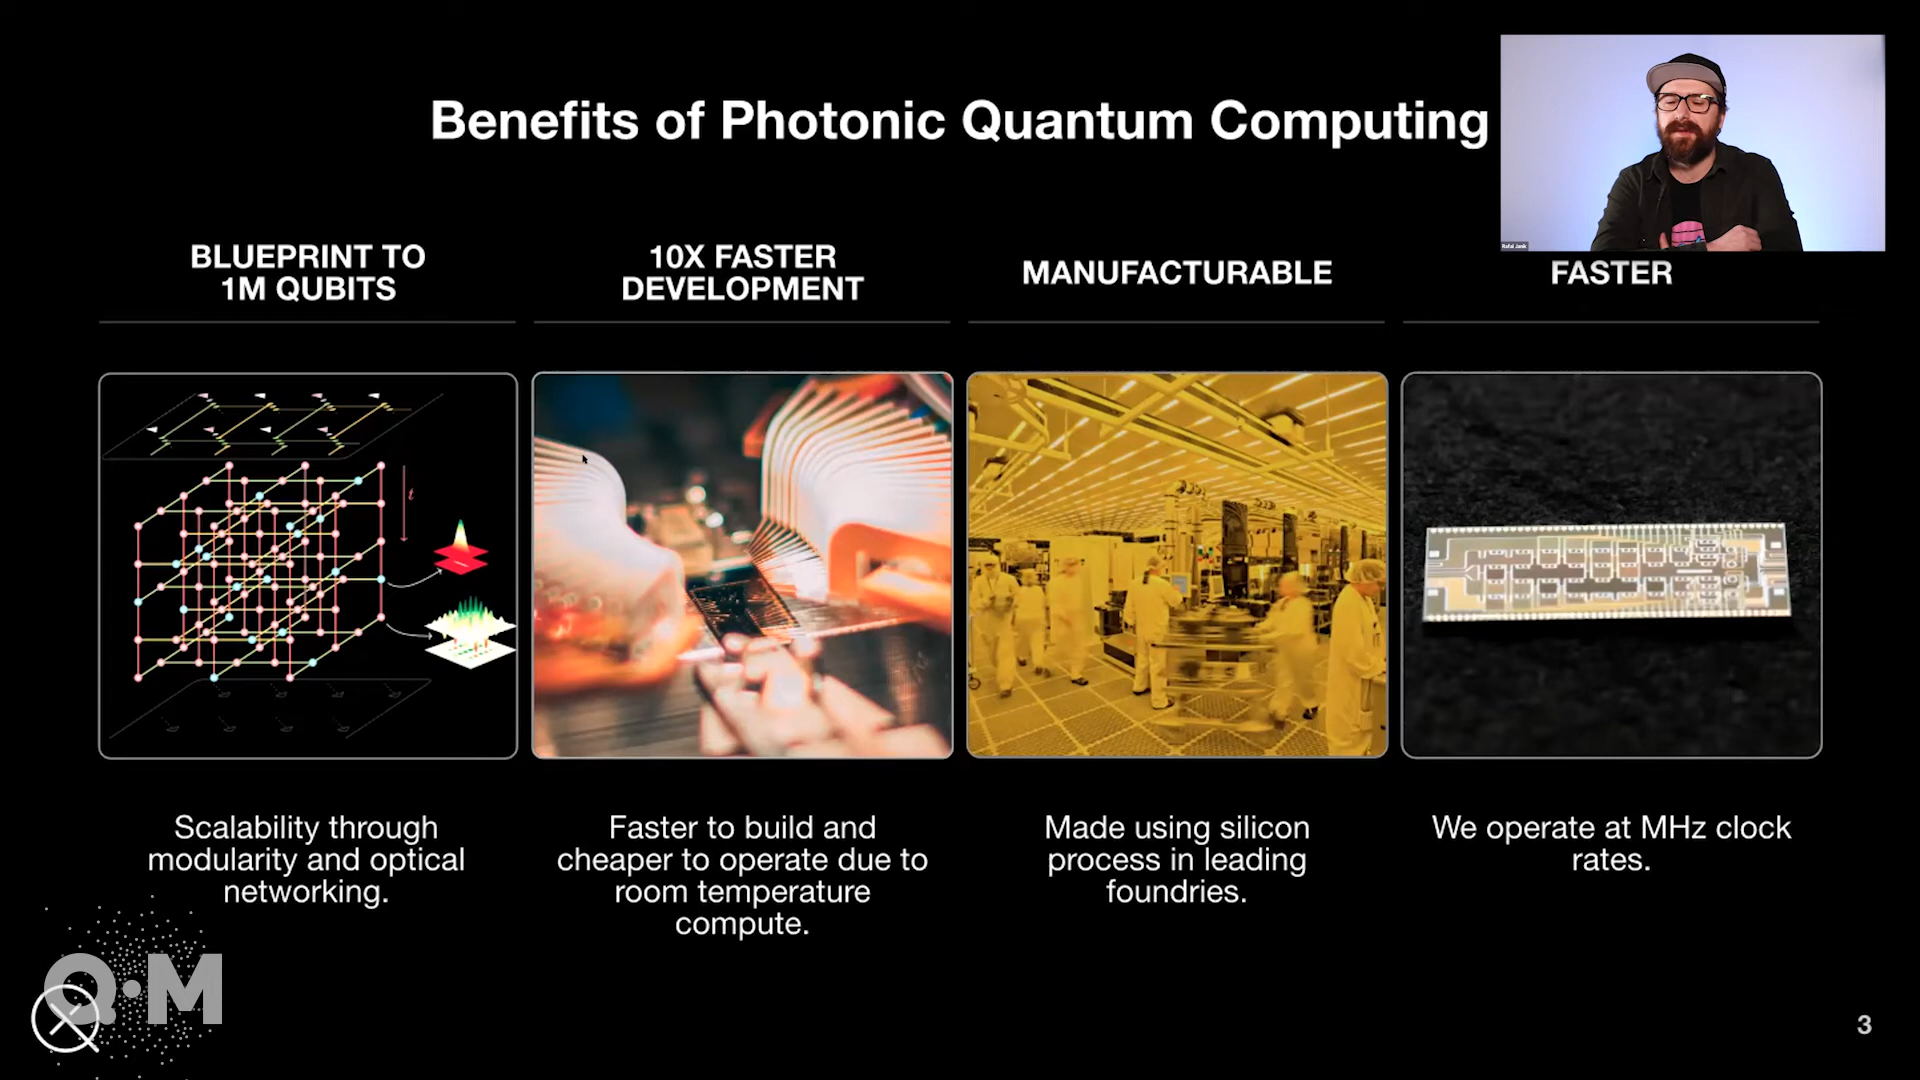 Benefits of Photonic Quantum Computing
Rafal Janik
BLUEPRINT TO
1M QUBITS
10X FASTER
DEVELOPMENT
MANUFACTURABLE
FASTER
t
Scalability through
modularity and optical
networking.
Faster to build and
cheaper to operate due to
room temperature
compute.
Made using silicon
process in leading
foundries.
We operate at MHz clock
rates.
Q·M
3